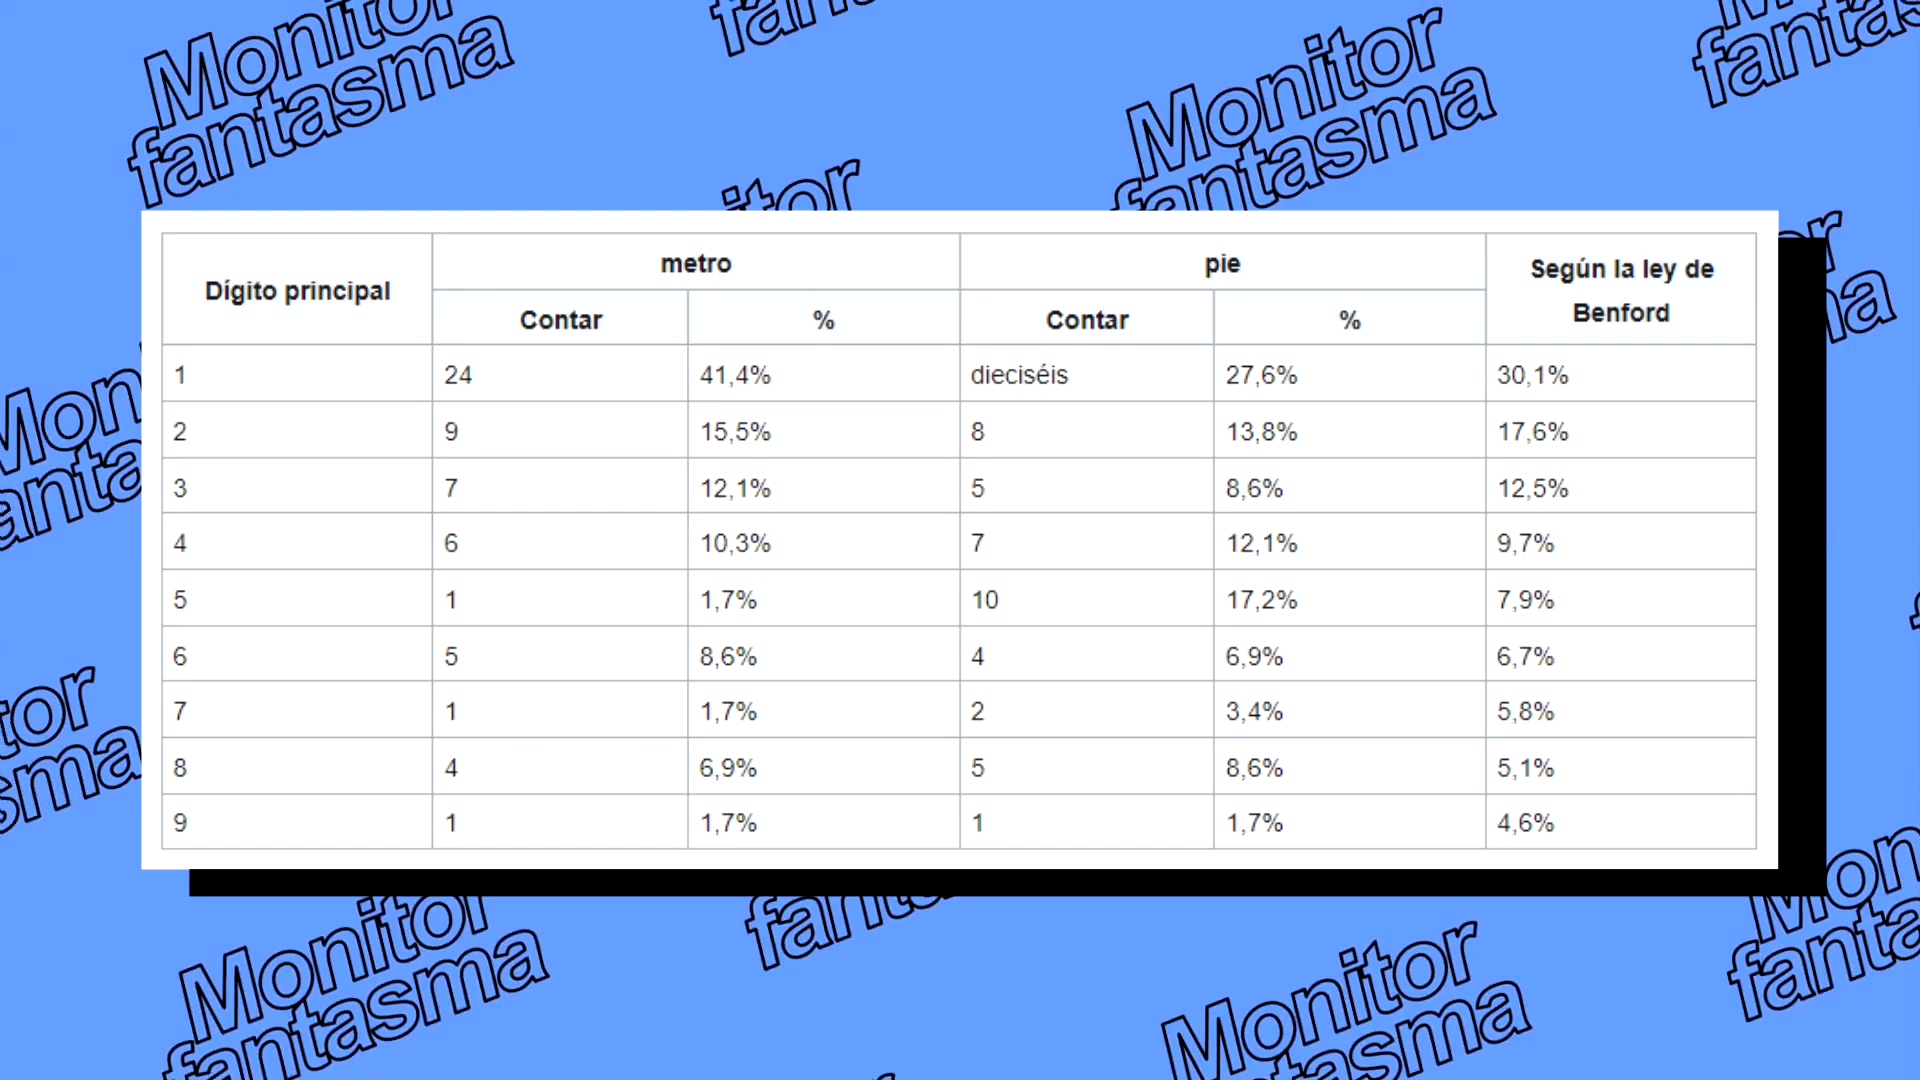 Monitor
fantasma
Monitor
fantasma
Monitor
fantasma
Dígito principal metro pie Según la ley de Benford
Contar % Contar %
1 24 41,4% dieciséis 27,6% 30,1%
2 9 15,5% 8 13,8% 17,6%
3 7 12,1% 5 8,6% 12,5%
4 6 10,3% 7 12,1% 9,7%
5 1 1,7% 10 17,2% 7,9%
6 5 8,6% 4 6,9% 6,7%
7 1 1,7% 2 3,4% 5,8%
8 4 6,9% 5 8,6% 5,1%
9 1 1,7% 1 1,7% 4,6%
Monitor
fantasma
Monitor